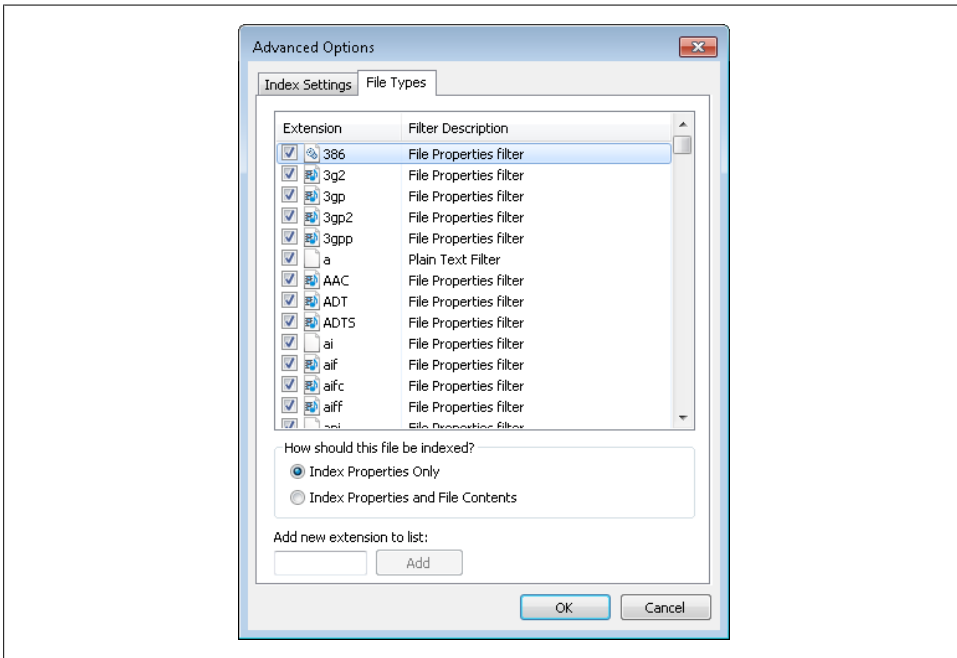 Advanced Options
Index Settings File Types
Extension Filter Description
386 File Properties filter
3g2 File Properties filter
3gp File Properties filter
3gp2 File Properties filter
3gpp File Properties filter
a Plain Text Filter
AAC File Properties filter
ADT File Properties filter
ADTS File Properties filter
ai File Properties filter
aif File Properties filter
aifc File Properties filter
aiff File Properties filter
File Properties filter
How should this file be indexed?
Index Properties Only
Index Properties and File Contents
Add new extension to list:
Add
OK Cancel